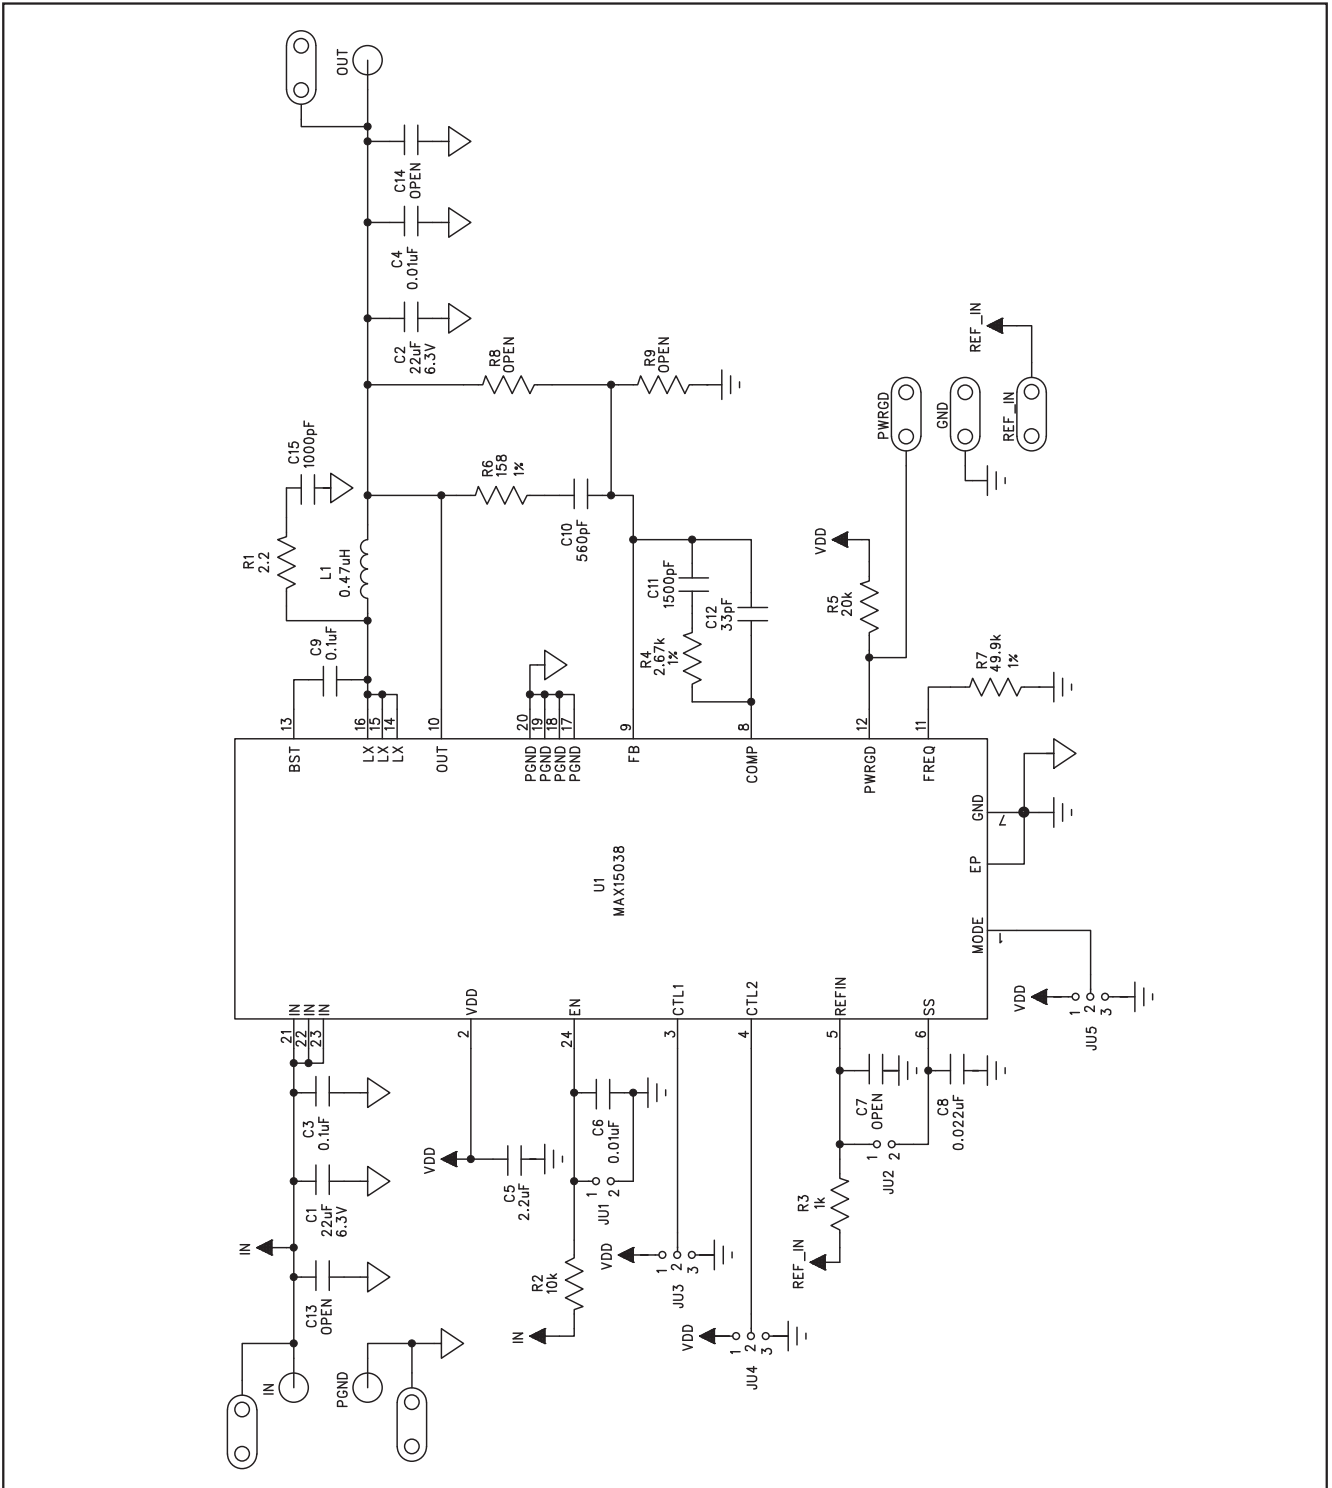 IN
PGND
C13
OPEN
IN
C1
22uF
6.3V
C3
0.1uF
21
22
23
IN
IN
IN
VDD
C5
2.2uF
2
VDD
IN
R2
10k
JU1
1
2
C6
0.01uF
24
EN
VDD
1
2
3
JU3
3
CTL1
VDD
1
2
3
JU4
4
CTL2
REF_IN
R3
1k
C7
OPEN
5
REFIN
1
2
JU2
C8
0.022uF
6
SS
U1
MAX15038
VDD
1
2
3
JU5
MODE
1
EP
GND
7
BST
13
C9
0.1uF
LX
LX
LX
16
15
14
R1
2.2
C15
1000pF
L1
0.47uH
OUT
10
PGND
PGND
PGND
PGND
20
19
18
17
FB
9
COMP
8
R4
2.67k
1%
C11
1500pF
C12
33pF
R6
158
1%
C10
560pF
R8
OPEN
R9
OPEN
C2
22uF
6.3V
C4
0.01uF
C14
OPEN
OUT
PWRGD
12
R5
20k
VDD
PWRGD
GND
REF_IN
REF_IN
FREQ
11
R7
49.9k
1%